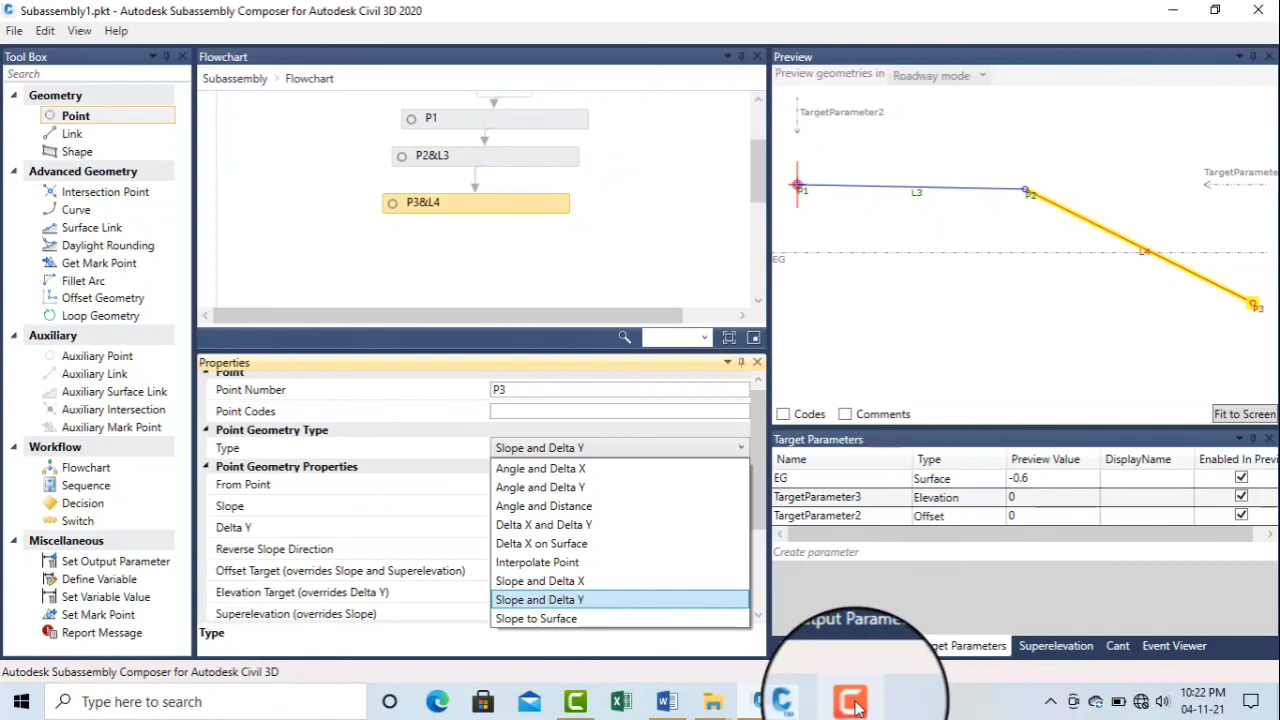 Subassembly1.pkt - Autodesk Subassembly Composer for Autodesk Civil 3D 2020
File Edit View Help
Tool Box
Search
Geometry
Point
Link
Shape
Advanced Geometry
Intersection Point
Curve
Surface Link
Daylight Rounding
Get Mark Point
Fillet Arc
Offset Geometry
Loop Geometry
Auxiliary
Auxiliary Point
Auxiliary Link
Auxiliary Surface Link
Auxiliary Intersection
Auxiliary Mark Point
Workflow
Flowchart
Sequence
Decision
Switch
Miscellaneous
Set Output Parameter
Define Variable
Set Variable Value
Set Mark Point
Report Message
Flowchart
Subassembly > Flowchart
P1
P2&L3
P3&L4
Properties
Point
Point Number P3
Point Codes
Point Geometry Type
Type Slope and Delta Y
Point Geometry Properties
From Point
Slope
Delta Y
Reverse Slope Direction
Offset Target (overrides Slope and Superelevation)
Elevation Target (overrides Delta Y)
Superelevation (overrides Slope)
Angle and Delta X
Angle and Delta Y
Angle and Distance
Delta X and Delta Y
Delta X on Surface
Interpolate Point
Slope and Delta X
Slope and Delta Y
Slope to Surface
Type
Preview
Preview geometries in Roadway mode
TargetParameter2
TargetParamete
P1 L3 P2
EG
L4
P3
Codes Comments Fit to Screen
Target Parameters
Name Type Preview Value DisplayName Enabled In Previ
EG Surface -0.6
TargetParameter3 Elevation 0
TargetParameter2 Offset 0
Create parameter
tput Parame
get Parameters Superelevation Cant Event Viewer
Autodesk Subassembly Composer for Autodesk Civil 3D
Type here to search
10:22 PM
04-11-21